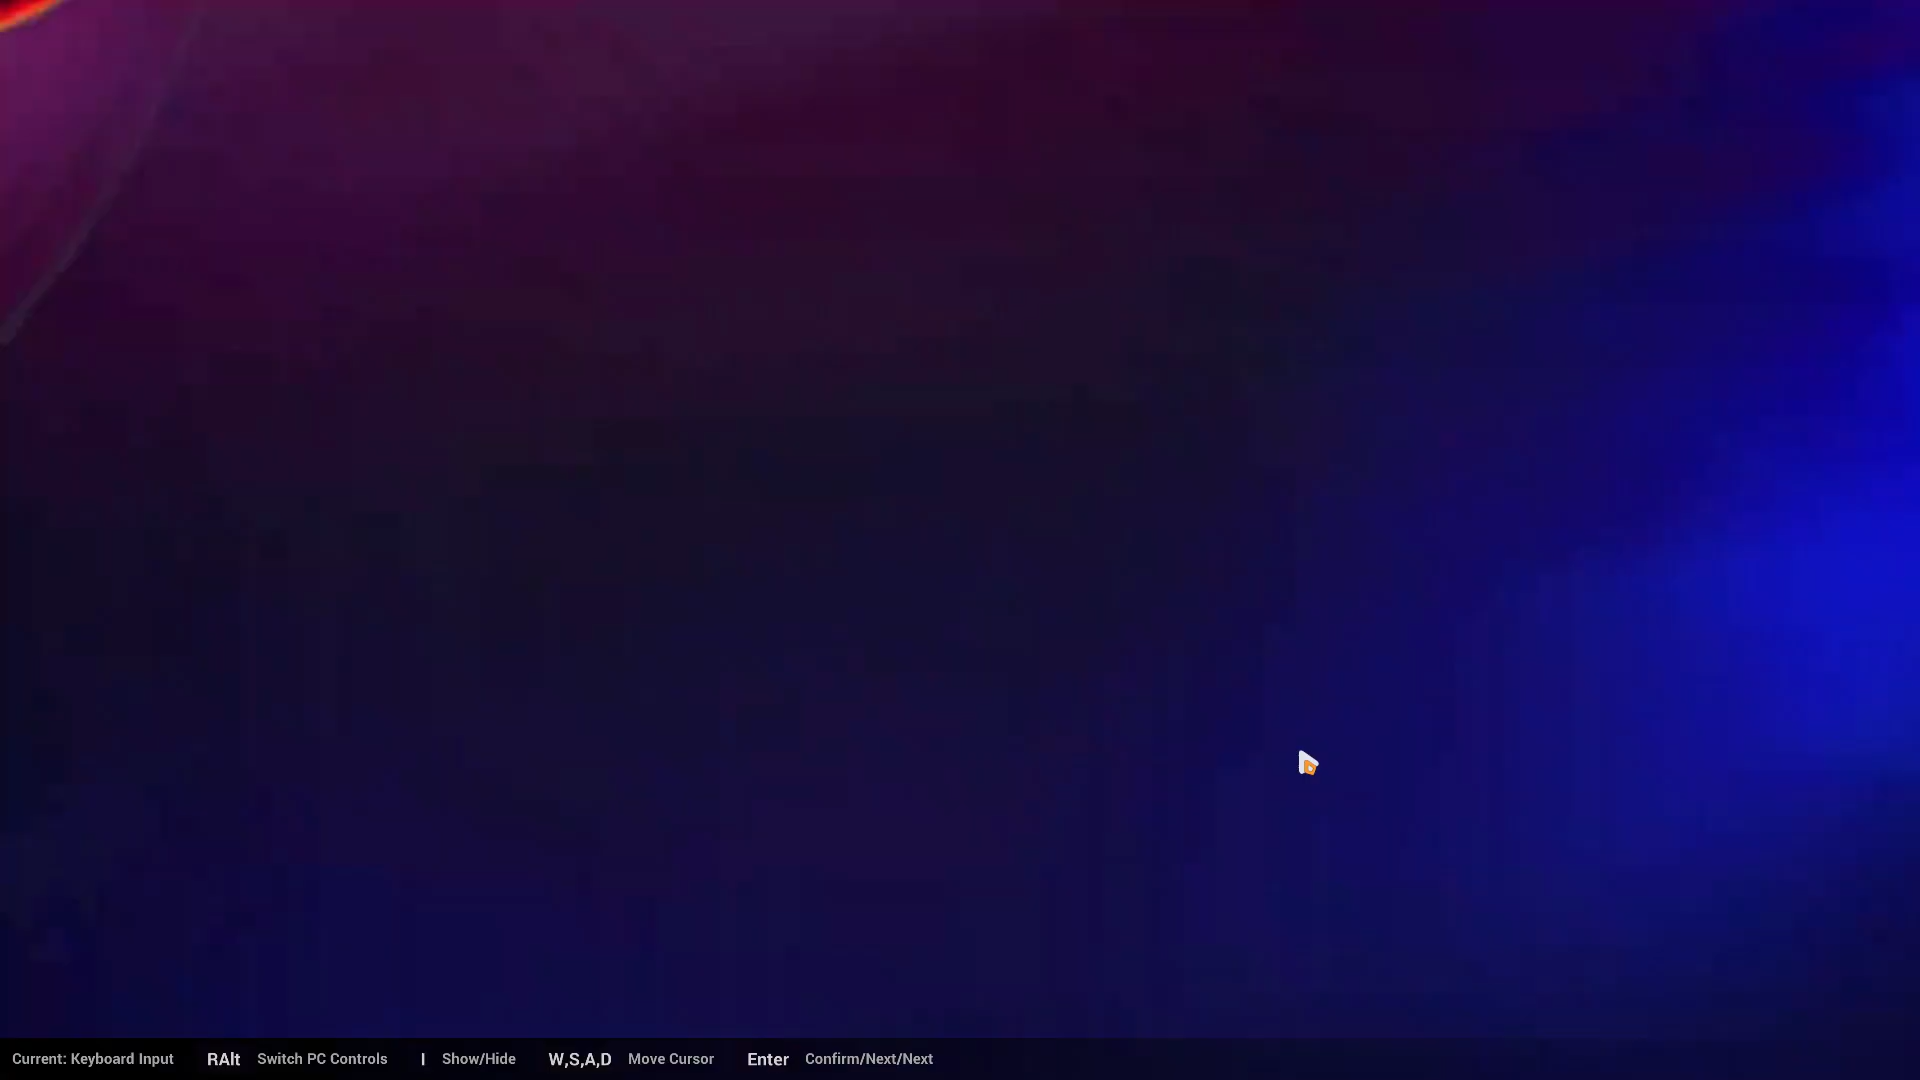 Current: Keyboard Input RAlt Switch PC Controls I Show/Hide W,S,A,D Move Cursor Enter Confirm/Next/Next